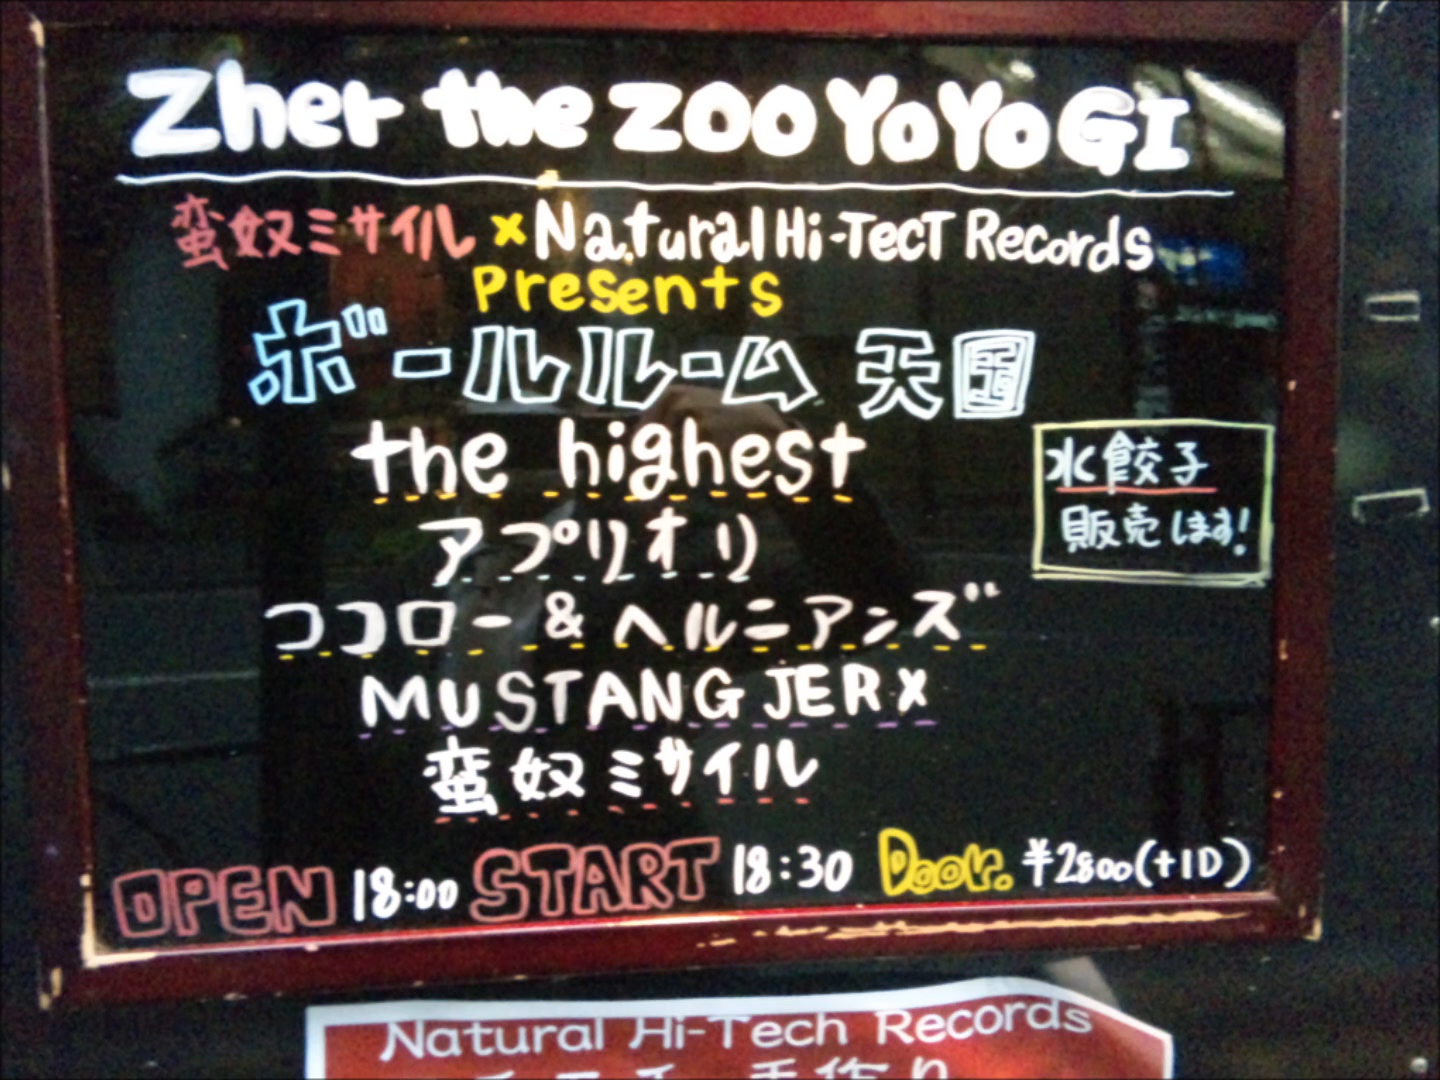 Zher the ZOO YOYOGI
蛮奴ミサイル × Natural Hi-TecT Records
Presents
ボールルーム 天国
the highest
アプリオリ
水餃子
販売します!
ココロー & ヘルニアンズ
MUSTANG JERX
蛮奴ミサイル
OPEN 18:00 START 18:30 Door. ¥2800(+1D)
Natural Hi-Tech Records
手作り